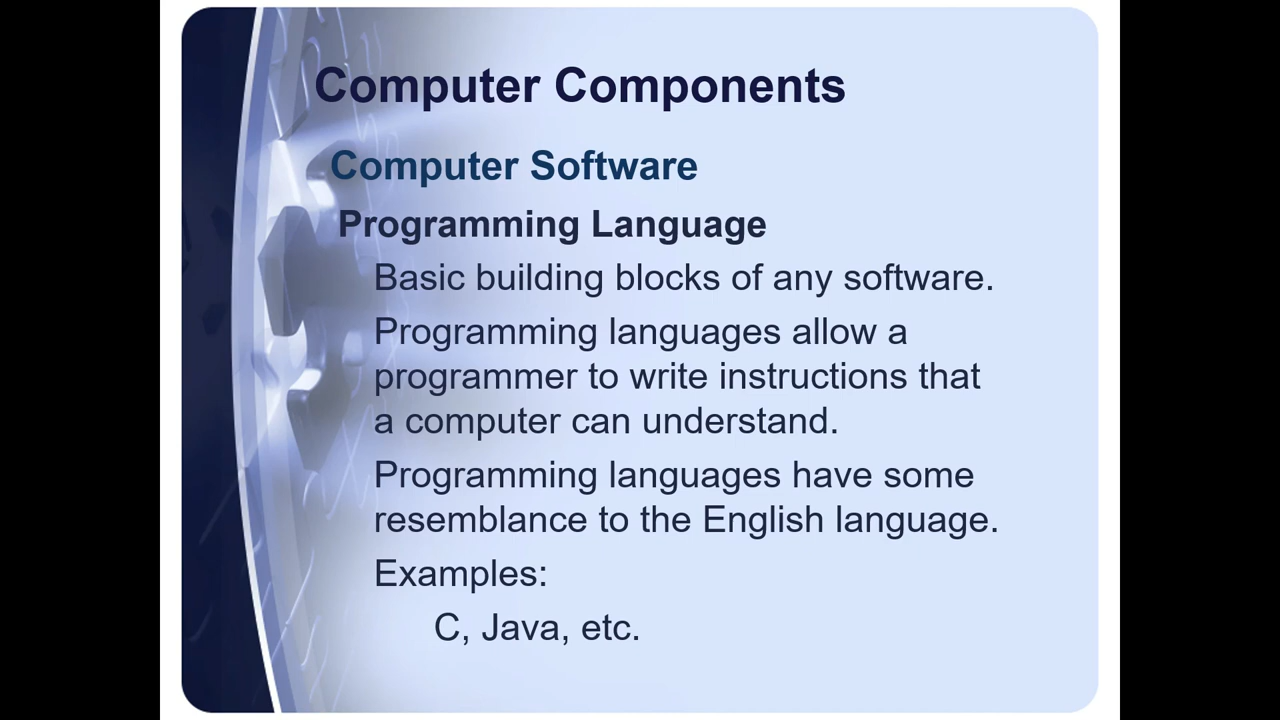 Computer Components
Computer Software
Programming Language
Basic building blocks of any software.
Programming languages allow a
programmer to write instructions that
a computer can understand.
Programming languages have some
resemblance to the English language.
Examples:
C, Java, etc.